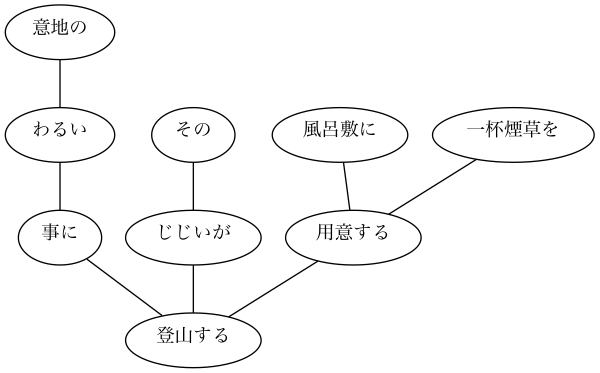 意地の
わるい
その
風呂敷に
一杯煙草を
事に
じじいが
用意する
登山する